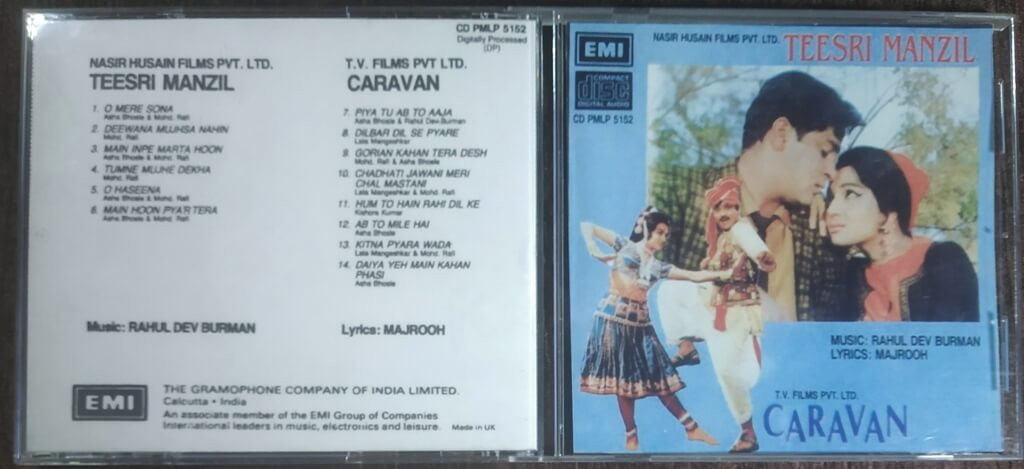 CD PMLP 5152
Digitally Processed
(DP)
NASIR HUSAIN FILMS PVT. LTD.
TEESRI MANZIL
1. O MERE SONA
Asha Bhosle & Mohd. Rafi
2. DEEWANA MUJHSA NAHIN
Mohd. Rafi
3. MAIN INPE MARTA HOON
Asha Bhosle & Mohd. Rafi
4. TUMNE MUJHE DEKHA
Mohd. Rafi
5. O HASEENA
Asha Bhosle & Mohd. Rafi
6. MAIN HOON PYAR TERA
Asha Bhosle & Mohd. Rafi
T.V. FILMS PVT LTD.
CARAVAN
7. PIYA TU AB TO AAJA
Asha Bhosle & Rahul Dev Burman
8. DILBAR DIL SE PYARE
Lata Mangeshkar
9. GORIAN KAHAN TERA DESH
Mohd. Rafi & Asha Bhosle
10. CHADHATI JAWANI MERI
CHAL MASTANI
Lata Mangeshkar & Mohd. Rafi
11. HUM TO HAIN RAHI DIL KE
Kishore Kumar
12. AB TO MILE HAI
Asha Bhosle
13. KITNA PYARA WADA
Lata Mangeshkar & Mohd. Rafi
14. DAIYA YEH MAIN KAHAN
PHASI
Asha Bhosle
Music: RAHUL DEV BURMAN
Lyrics: MAJROOH
EMI
THE GRAMOPHONE COMPANY OF INDIA LIMITED.
Calcutta • India
An associate member of the EMI Group of Companies
International leaders in music, electronics and leisure.
Made in UK
EMI
COMPACT
disc
DIGITAL AUDIO
CD PMLP 5152
NASIR HUSAIN FILMS PVT. LTD.
TEESRI MANZIL
MUSIC: RAHUL DEV BURMAN
LYRICS: MAJROOH
T.V. FILMS PVT. LTD.
CARAVAN